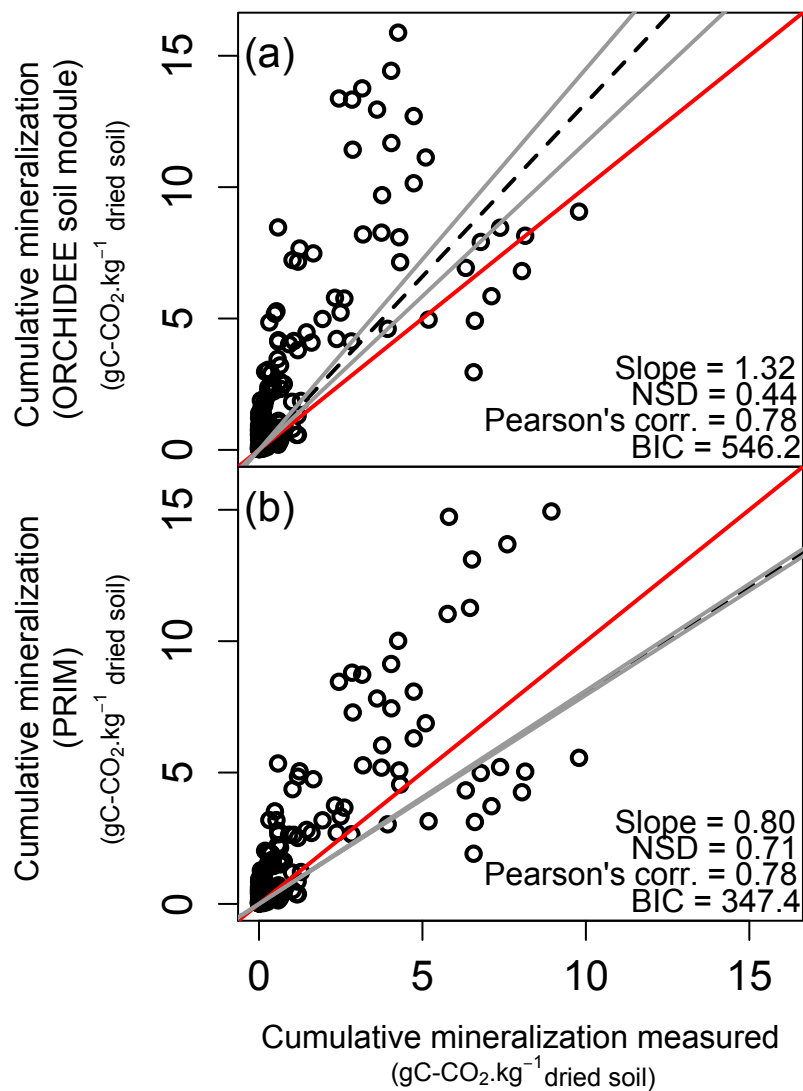 (a)
Cumulative mineralization
(ORCHIDEE soil module)
(gC-CO₂.kg⁻¹ dried soil)
15
10
5
0
Slope = 1.32
NSD = 0.44
Pearson's corr. = 0.78
BIC = 546.2
(b)
Cumulative mineralization
(PRIM)
(gC-CO₂.kg⁻¹ dried soil)
15
10
5
0
Slope = 0.80
NSD = 0.71
Pearson's corr. = 0.78
BIC = 347.4
0 5 10 15
Cumulative mineralization measured
(gC-CO₂.kg⁻¹dried soil)